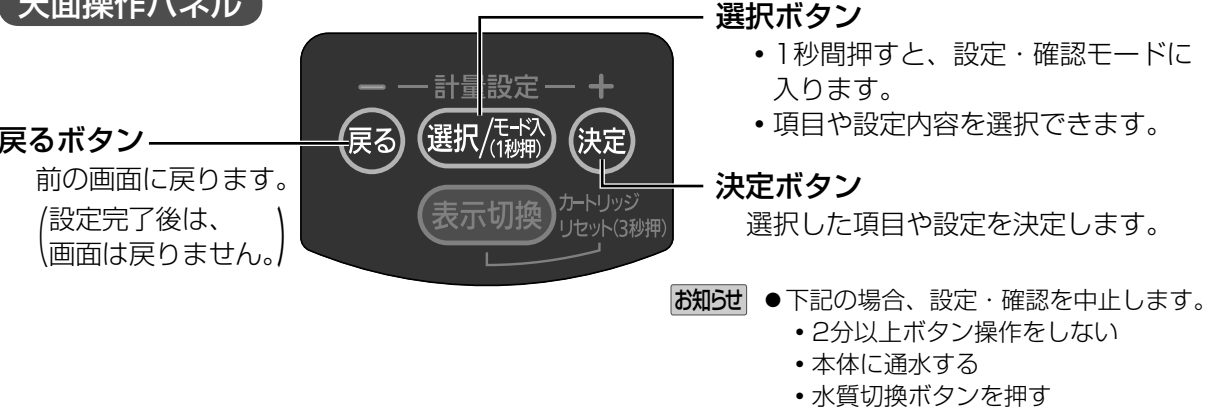 天面操作パネル
選択ボタン
• 1秒間押すと、設定・確認モードに
入ります。
• 項目や設定内容を選択できます。
− — 計量設定 — +
戻るボタン
戻る 選択/モード入(1秒押) 決定
前の画面に戻ります。
(設定完了後は、
画面は戻りません。)
決定ボタン
選択した項目や設定を決定します。
表示切換 カートリッジ
リセット(3秒押)
お知らせ ●下記の場合、設定・確認を中止します。
• 2分以上ボタン操作をしない
• 本体に通水する
• 水質切換ボタンを押す